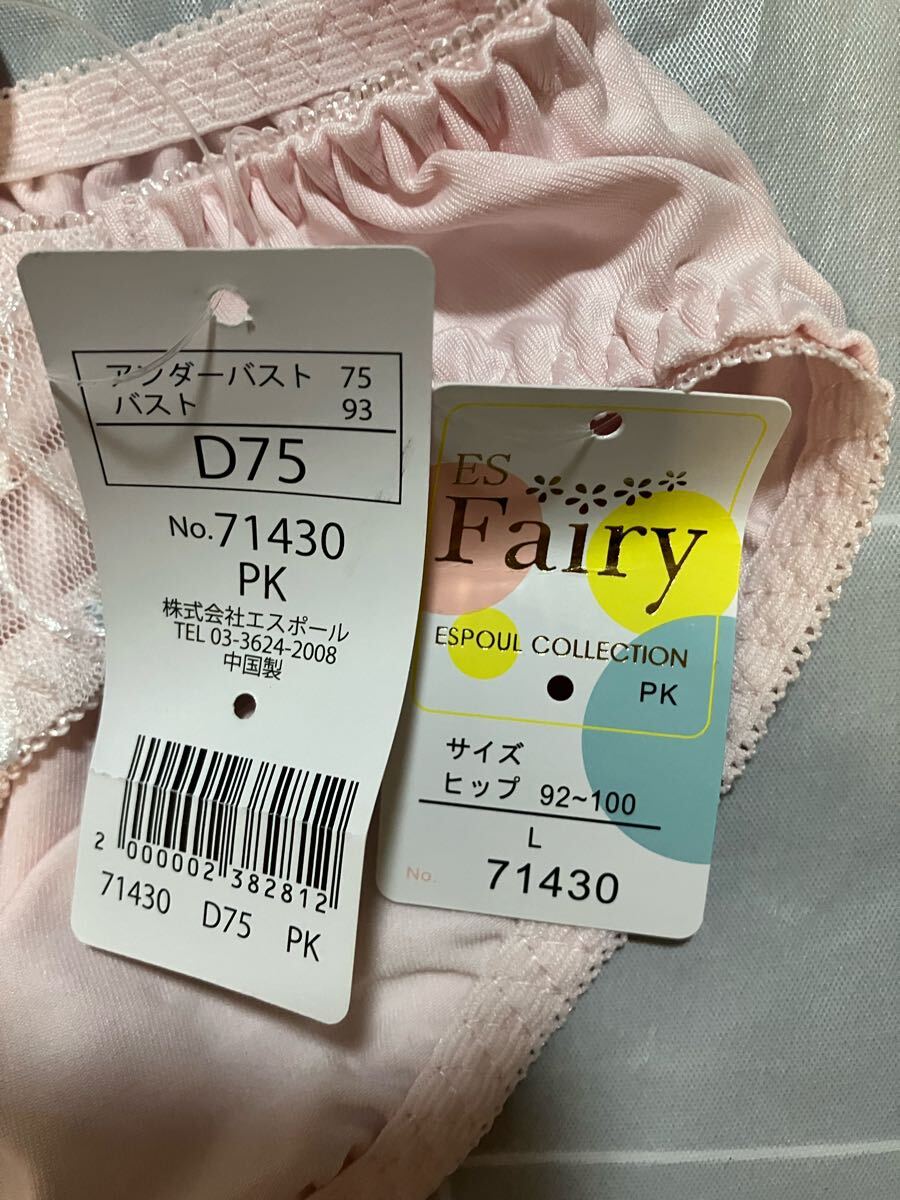 アンダーバスト 75
バスト 93
D75
No.71430
PK
株式会社エスポール
TEL 03-3624-2008
中国製
2 000002 382812
71430 D75 PK
ES
Fairy
ESPOUL COLLECTION
PK
サイズ
ヒップ 92~100
L
No. 71430